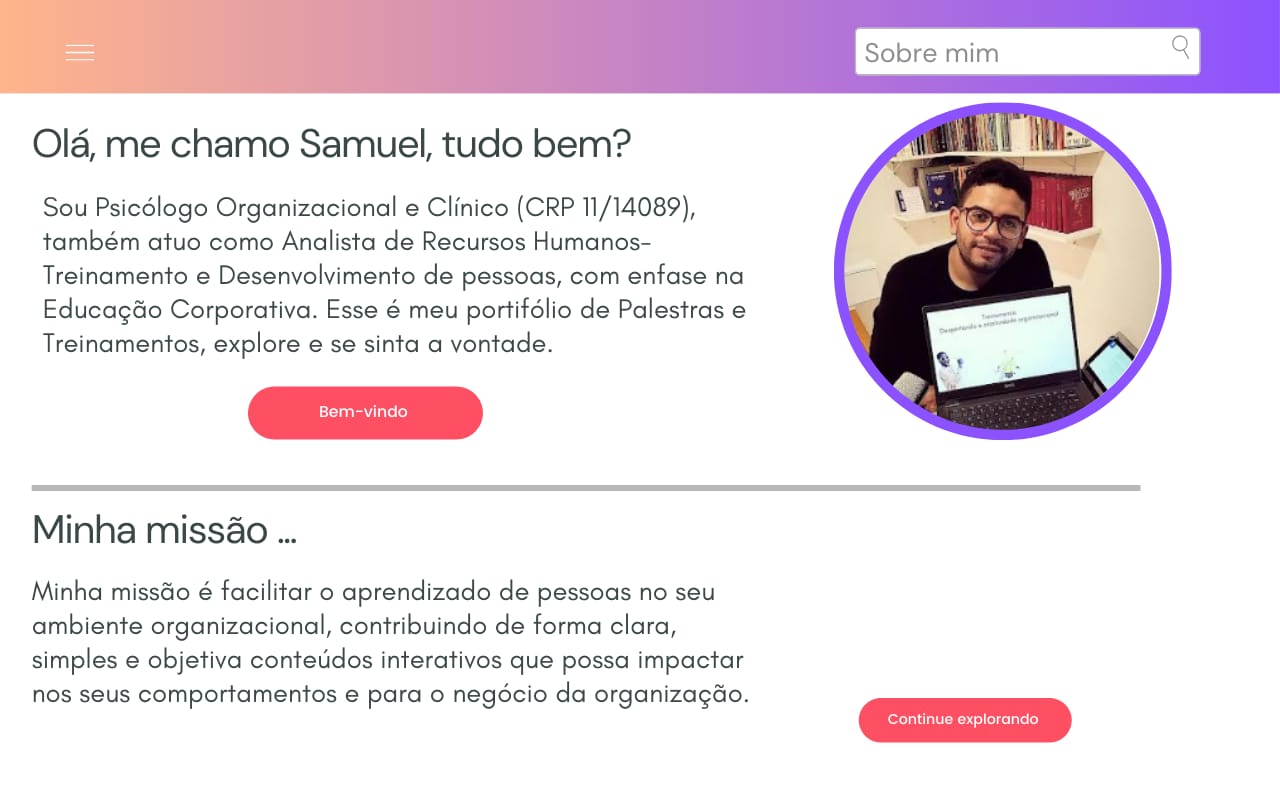 Sobre mim
Olá, me chamo Samuel, tudo bem?
Sou Psicólogo Organizacional e Clínico (CRP 11/14089),
também atuo como Analista de Recursos Humanos-
Treinamento e Desenvolvimento de pessoas, com enfase na
Educação Corporativa. Esse é meu portifólio de Palestras e
Treinamentos, explore e se sinta a vontade.
Treinamento:
Despertando a criatividade organizacional
Bem-vindo
Minha missão ...
Minha missão é facilitar o aprendizado de pessoas no seu
ambiente organizacional, contribuindo de forma clara,
simples e objetiva conteúdos interativos que possa impactar
nos seus comportamentos e para o negócio da organização.
Continue explorando